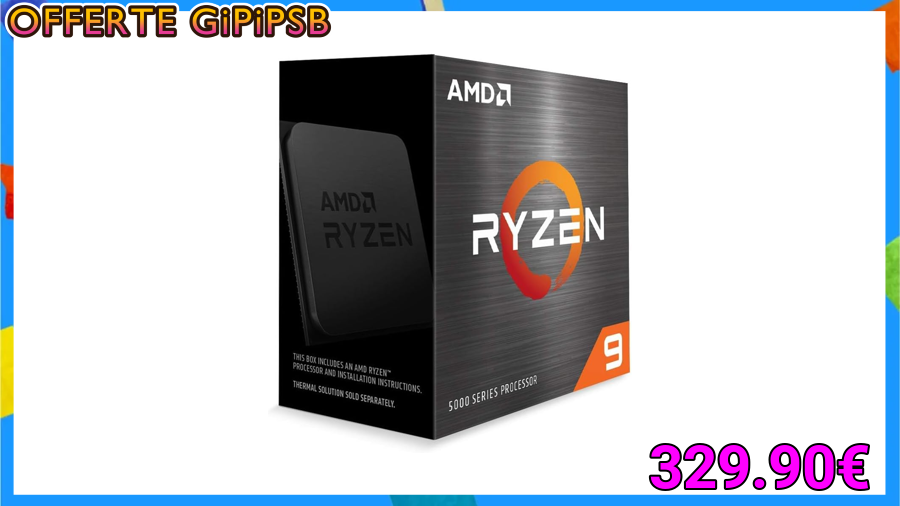 OFFERTE GiPiPSB
AMD
AMD
RYZEN
THIS BOX INCLUDES AN AMD RYZEN™
PROCESSOR AND INSTALLATION INSTRUCTIONS.
THERMAL SOLUTION SOLD SEPARATELY.
RYZEN
9
5000 SERIES PROCESSOR
329.90€